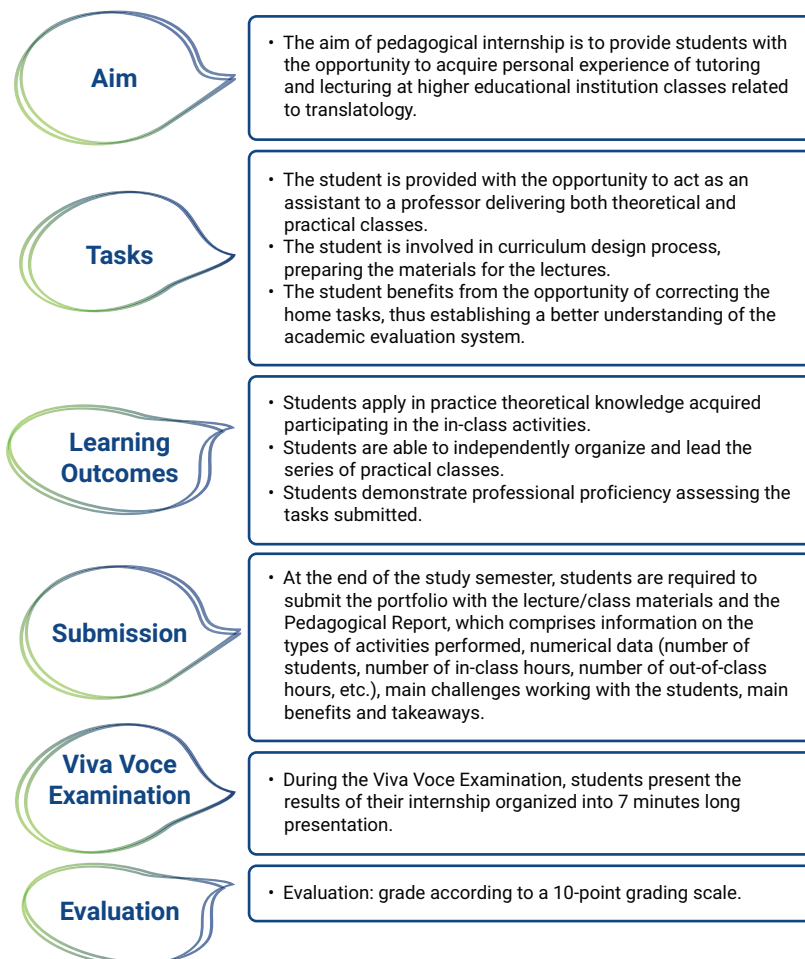 Aim
• The aim of pedagogical internship is to provide students with
the opportunity to acquire personal experience of tutoring
and lecturing at higher educational institution classes related
to translatology.
Tasks
• The student is provided with the opportunity to act as an
assistant to a professor delivering both theoretical and
practical classes.
• The student is involved in curriculum design process,
preparing the materials for the lectures.
• The student benefits from the opportunity of correcting the
home tasks, thus establishing a better understanding of the
academic evaluation system.
Learning
Outcomes
• Students apply in practice theoretical knowledge acquired
participating in the in-class activities.
• Students are able to independently organize and lead the
series of practical classes.
• Students demonstrate professional proficiency assessing the
tasks submitted.
Submission
• At the end of the study semester, students are required to
submit the portfolio with the lecture/class materials and the
Pedagogical Report, which comprises information on the
types of activities performed, numerical data (number of
students, number of in-class hours, number of out-of-class
hours, etc.), main challenges working with the students, main
benefits and takeaways.
Viva Voce
Examination
• During the Viva Voce Examination, students present the
results of their internship organized into 7 minutes long
presentation.
Evaluation
• Evaluation: grade according to a 10-point grading scale.